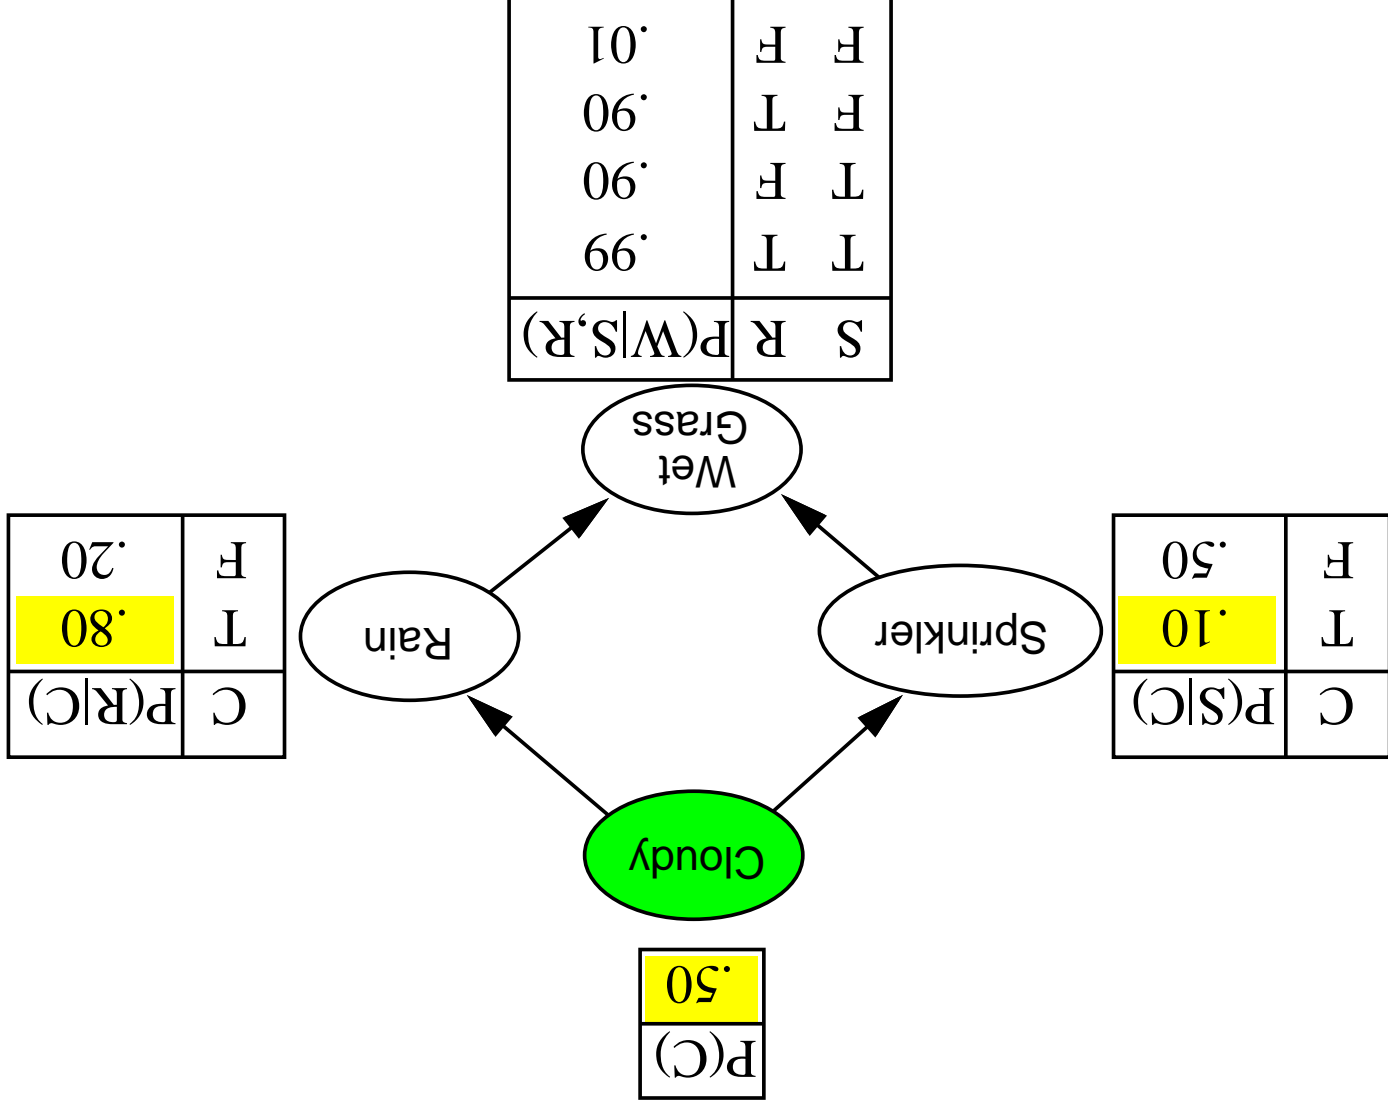 P(C)
.50
Cloudy
C P(S|C)
T .10
F .50
Sprinkler
Rain
C P(R|C)
T .80
F .20
Wet
Grass
S R P(W|S,R)
T T .99
T F .90
F T .90
F F .01